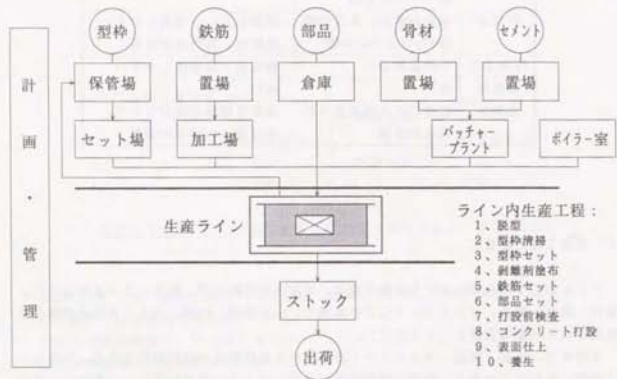 計画・管理
型枠
鉄筋
部品
骨材
セメント
保管場
置場
倉庫
置場
置場
セット場
加工場
バッチャー
プラント
ボイラー室
生産ライン
ライン内生産工程：
1、脱型
2、型枠清掃
3、型枠セット
4、剥離剤塗布
5、鉄筋セット
6、部品セット
7、打設前検査
8、コンクリート打設
9、表面仕上
10、養生
ストック
出荷